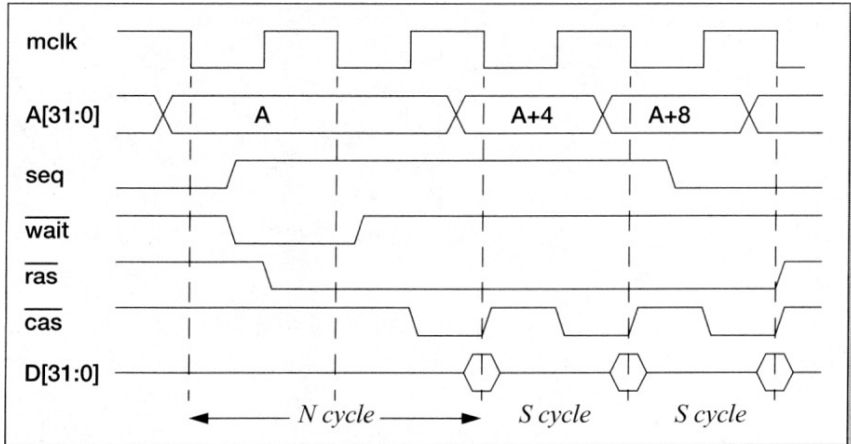 mclk
A[31:0] A A+4 A+8
seq
wait
ras
cas
D[31:0]
N cycle S cycle S cycle